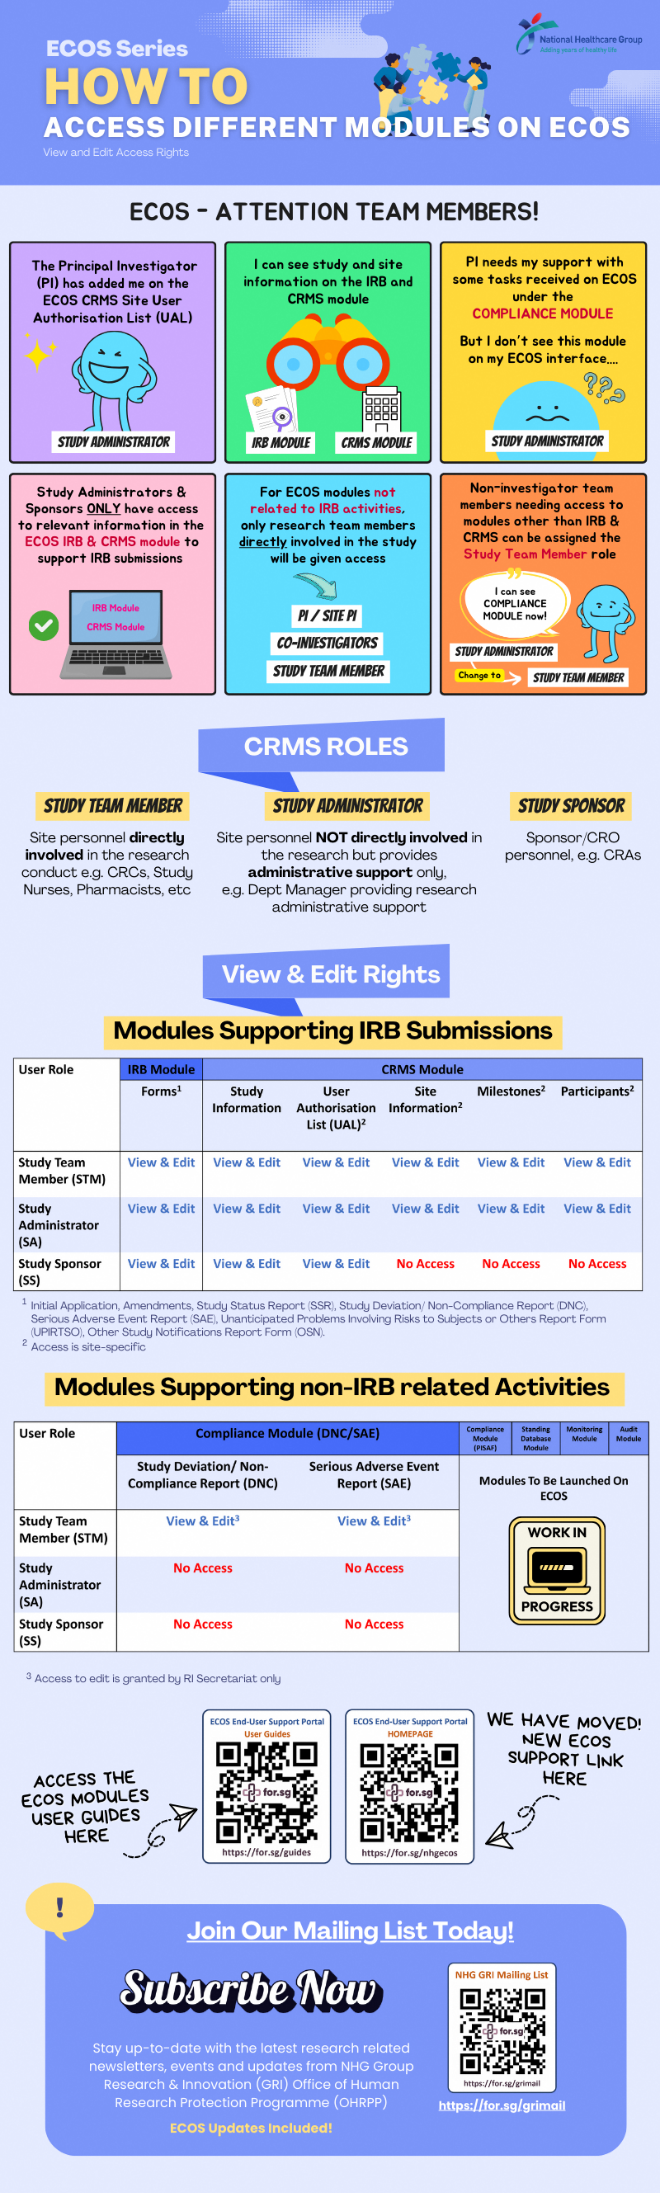 ECOS Series
National Healthcare Group
Adding years of healthy life
HOW TO
ACCESS DIFFERENT MODULES ON ECOS
View and Edit Access Rights
ECOS - ATTENTION TEAM MEMBERS!
The Principal Investigator
(PI) has added me on the
ECOS CRMS Site User
Authorisation List (UAL)
STUDY ADMINISTRATOR
I can see study and site
information on the IRB and
CRMS module
IRB MODULE
CRMS MODULE
PI needs my support with
some tasks received on ECOS
under the
COMPLIANCE MODULE
But I don't see this module
on my ECOS interface....
???
STUDY ADMINISTRATOR
Study Administrators &
Sponsors ONLY have access
to relevant information in the
ECOS IRB & CRMS module to
support IRB submissions
IRB Module
CRMS Module
For ECOS modules not
related to IRB activities,
only research team members
directly involved in the study
will be given access
PI / SITE PI
CO-INVESTIGATORS
STUDY TEAM MEMBER
Non-investigator team
members needing access to
modules other than IRB &
CRMS can be assigned the
Study Team Member role
I can see
COMPLIANCE
MODULE now!
STUDY ADMINISTRATOR
Change to
STUDY TEAM MEMBER
CRMS ROLES
STUDY TEAM MEMBER
Site personnel directly
involved in the research
conduct e.g. CRCs, Study
Nurses, Pharmacists, etc
STUDY ADMINISTRATOR
Site personnel NOT directly involved in
the research but provides
administrative support only,
e.g. Dept Manager providing research
administrative support
STUDY SPONSOR
Sponsor/CRO
personnel, e.g. CRAs
View & Edit Rights
Modules Supporting IRB Submissions
User Role IRB Module CRMS Module
Forms¹ Study Information User Authorisation List (UAL)² Site Information² Milestones² Participants²
Study Team Member (STM) View & Edit View & Edit View & Edit View & Edit View & Edit View & Edit
Study Administrator (SA) View & Edit View & Edit View & Edit View & Edit View & Edit View & Edit
Study Sponsor (SS) View & Edit View & Edit View & Edit No Access No Access No Access
¹ Initial Application, Amendments, Study Status Report (SSR), Study Deviation/ Non-Compliance Report (DNC),
Serious Adverse Event Report (SAE), Unanticipated Problems Involving Risks to Subjects or Others Report Form
(UPIRTSO), Other Study Notifications Report Form (OSN).
² Access is site-specific
Modules Supporting non-IRB related Activities
User Role Compliance Module (DNC/SAE) Compliance Module (PISAF) Standing Database Module Monitoring Module Audit Module
Study Deviation/ Non-Compliance Report (DNC) Serious Adverse Event Report (SAE)
Modules To Be Launched On
ECOS
WORK IN
PROGRESS
Study Team Member (STM) View & Edit³ View & Edit³
Study Administrator (SA) No Access No Access
Study Sponsor (SS) No Access No Access
³ Access to edit is granted by RI Secretariat only
ACCESS THE
ECOS MODULES
USER GUIDES
HERE
ECOS End-User Support Portal
User Guides
for.sg
https://for.sg/guides
ECOS End-User Support Portal
HOMEPAGE
for.sg
https://for.sg/nhgecos
WE HAVE MOVED!
NEW ECOS
SUPPORT LINK
HERE
!
Join Our Mailing List Today!
Subscribe Now
Stay up-to-date with the latest research related
newsletters, events and updates from NHG Group
Research & Innovation (GRI) Office of Human
Research Protection Programme (OHRPP)
ECOS Updates Included!
NHG GRI Mailing List
for.sg
https://for.sg/grimail
https://for.sg/grimail